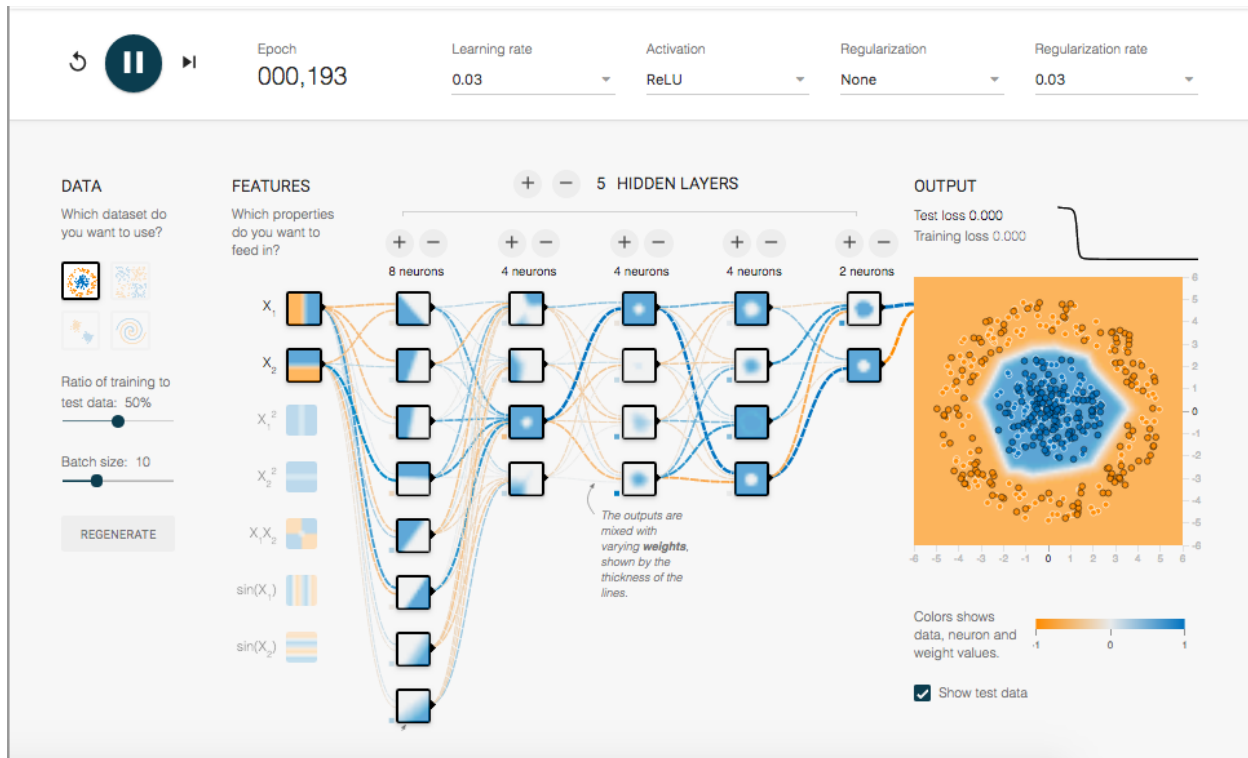 Epoch
000,193
Learning rate
0.03
Activation
ReLU
Regularization
None
Regularization rate
0.03
DATA
Which dataset do
you want to use?
Ratio of training to
test data: 50%
Batch size: 10
REGENERATE
FEATURES
Which properties
do you want to
feed in?
X₁
X₂
X₁²
X₂²
X₁X₂
sin(X₁)
sin(X₂)
5 HIDDEN LAYERS
8 neurons
4 neurons
4 neurons
4 neurons
2 neurons
The outputs are
mixed with
varying weights,
shown by the
thickness of the
lines.
OUTPUT
Test loss 0.000
Training loss 0.000
6
5
4
3
2
1
0
-1
-2
-3
-4
-5
-6
-6 -5 -4 -3 -2 -1 0 1 2 3 4 5 6
Colors shows
data, neuron and
weight values.
-1 0 1
Show test data